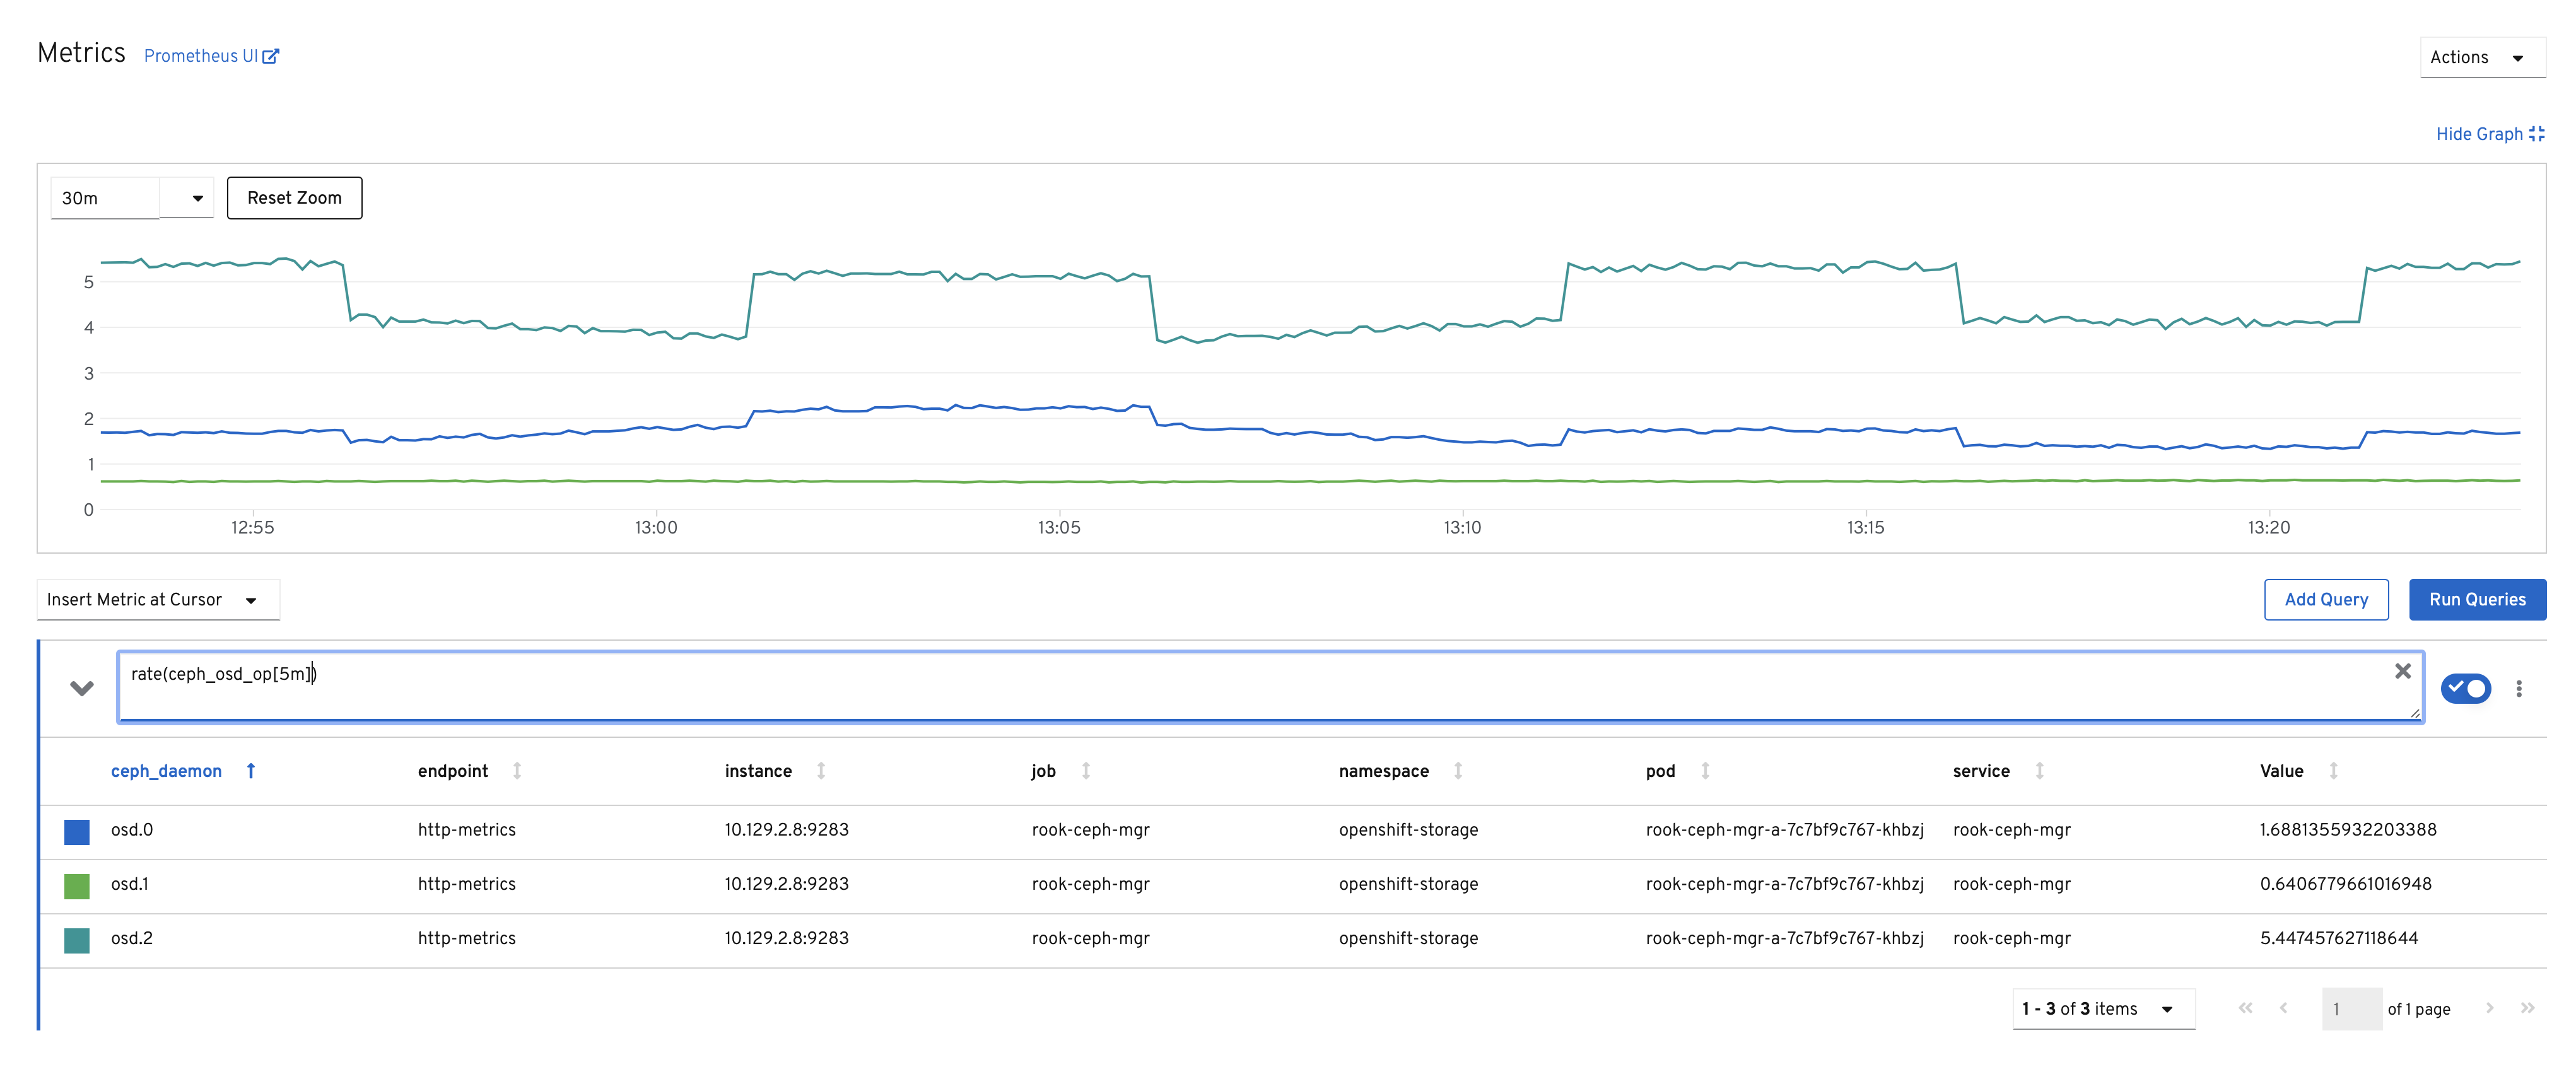 Metrics Prometheus UI
Actions
Hide Graph
30m Reset Zoom
5
4
3
2
1
0
12:55 13:00 13:05 13:10 13:15 13:20
Insert Metric at Cursor Add Query Run Queries
rate(ceph_osd_op[5m])
ceph_daemon endpoint instance job namespace pod service Value
osd.0 http-metrics 10.129.2.8:9283 rook-ceph-mgr openshift-storage rook-ceph-mgr-a-7c7bf9c767-khbzj rook-ceph-mgr 1.6881355932203388
osd.1 http-metrics 10.129.2.8:9283 rook-ceph-mgr openshift-storage rook-ceph-mgr-a-7c7bf9c767-khbzj rook-ceph-mgr 0.6406779661016948
osd.2 http-metrics 10.129.2.8:9283 rook-ceph-mgr openshift-storage rook-ceph-mgr-a-7c7bf9c767-khbzj rook-ceph-mgr 5.447457627118644
1 - 3 of 3 items 1 of 1 page